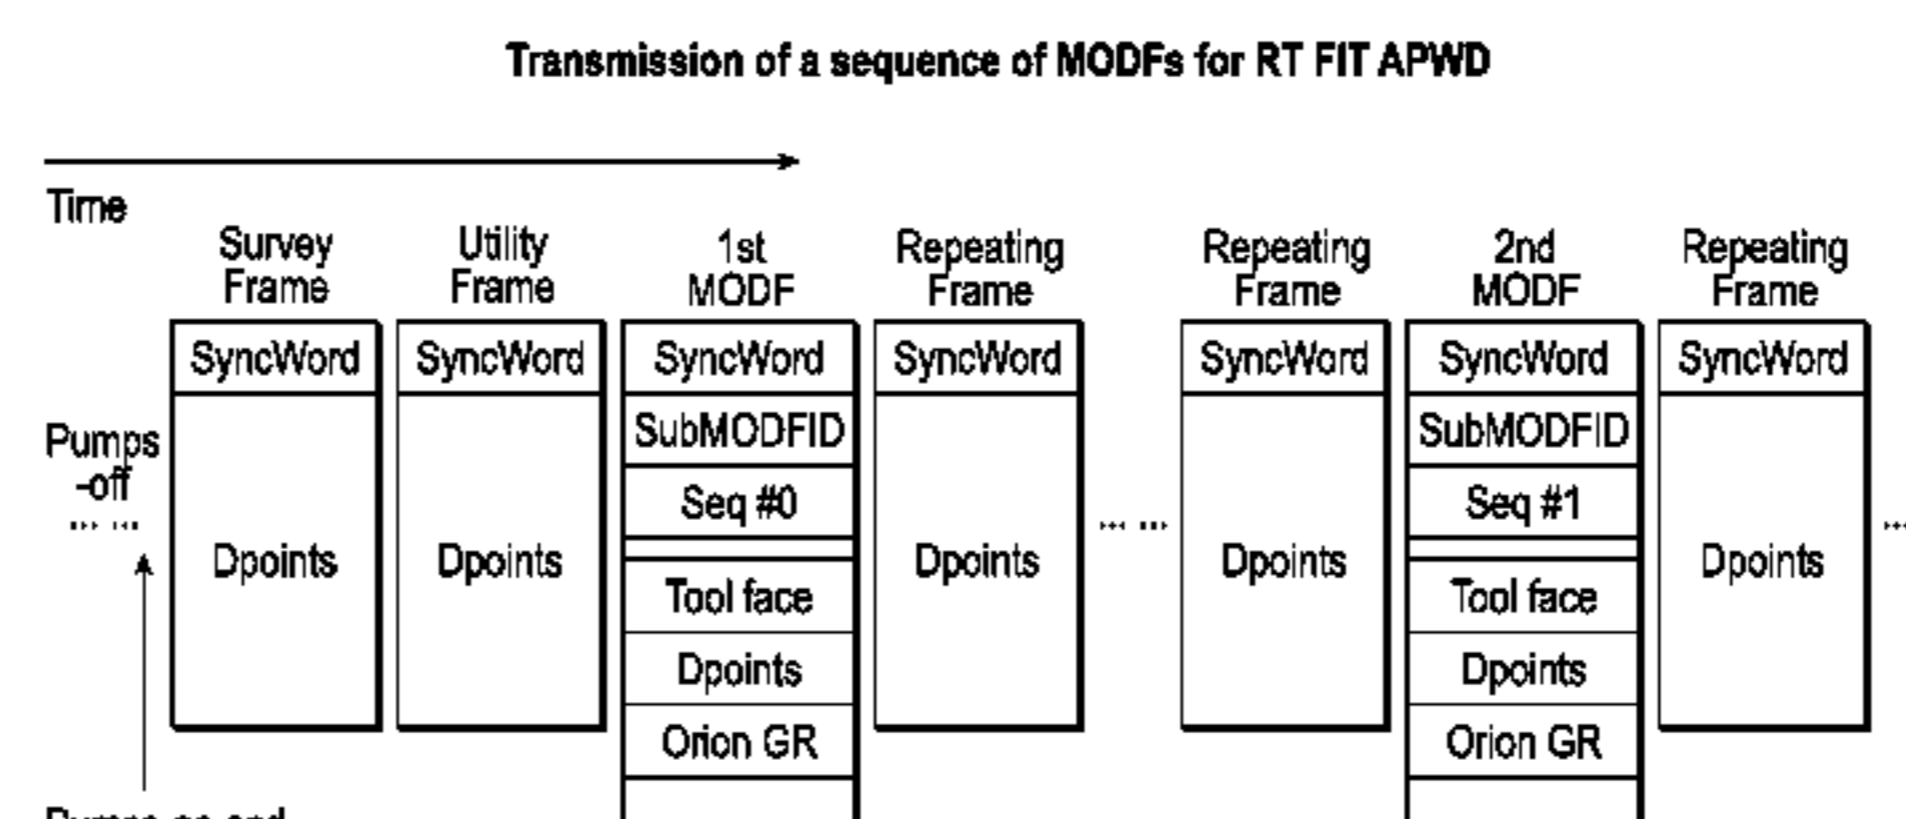 Transmission of a sequence of MODFs for RT FIT APWD
Time
Survey
Frame
Utility
Frame
1st
MODF
Repeating
Frame
Repeating
Frame
2nd
MODF
Repeating
Frame
Pumps
-off
... ...
SyncWord
Dpoints
SyncWord
Dpoints
SyncWord
SubMODFID
Seq #0
Tool face
Dpoints
Orion GR
SyncWord
Dpoints
... ...
SyncWord
Dpoints
SyncWord
SubMODFID
Seq #1
Tool face
Dpoints
Orion GR
SyncWord
Dpoints
...